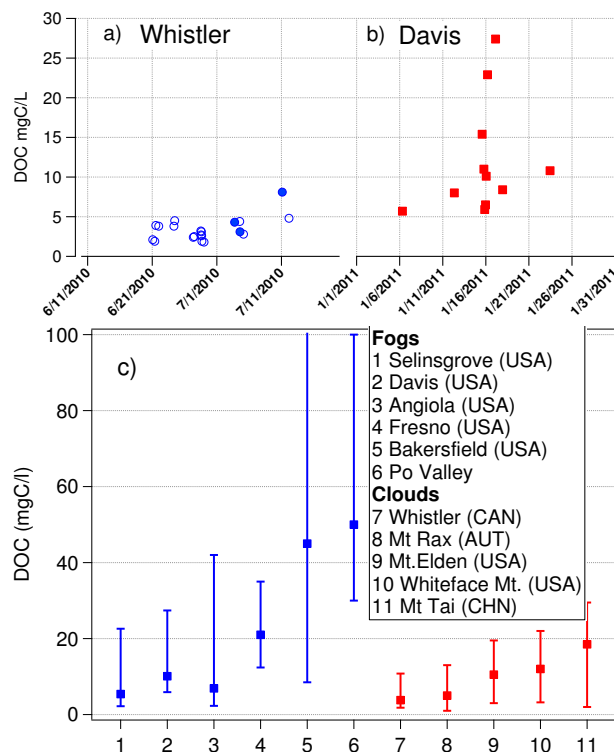 30
25
20
15
10
5
0
DOC mgC/L
a) Whistler
b) Davis
6/11/2010
6/21/2010
7/1/2010
7/11/2010
1/1/2011
1/6/2011
1/11/2011
1/16/2011
1/21/2011
1/26/2011
1/31/2011
100
80
60
40
20
0
DOC (mgC/l)
c)
Fogs
1 Selinsgrove (USA)
2 Davis (USA)
3 Angiola (USA)
4 Fresno (USA)
5 Bakersfield (USA)
6 Po Valley
Clouds
7 Whistler (CAN)
8 Mt Rax (AUT)
9 Mt.Elden (USA)
10 Whiteface Mt. (USA)
11 Mt Tai (CHN)
1 2 3 4 5 6 7 8 9 10 11